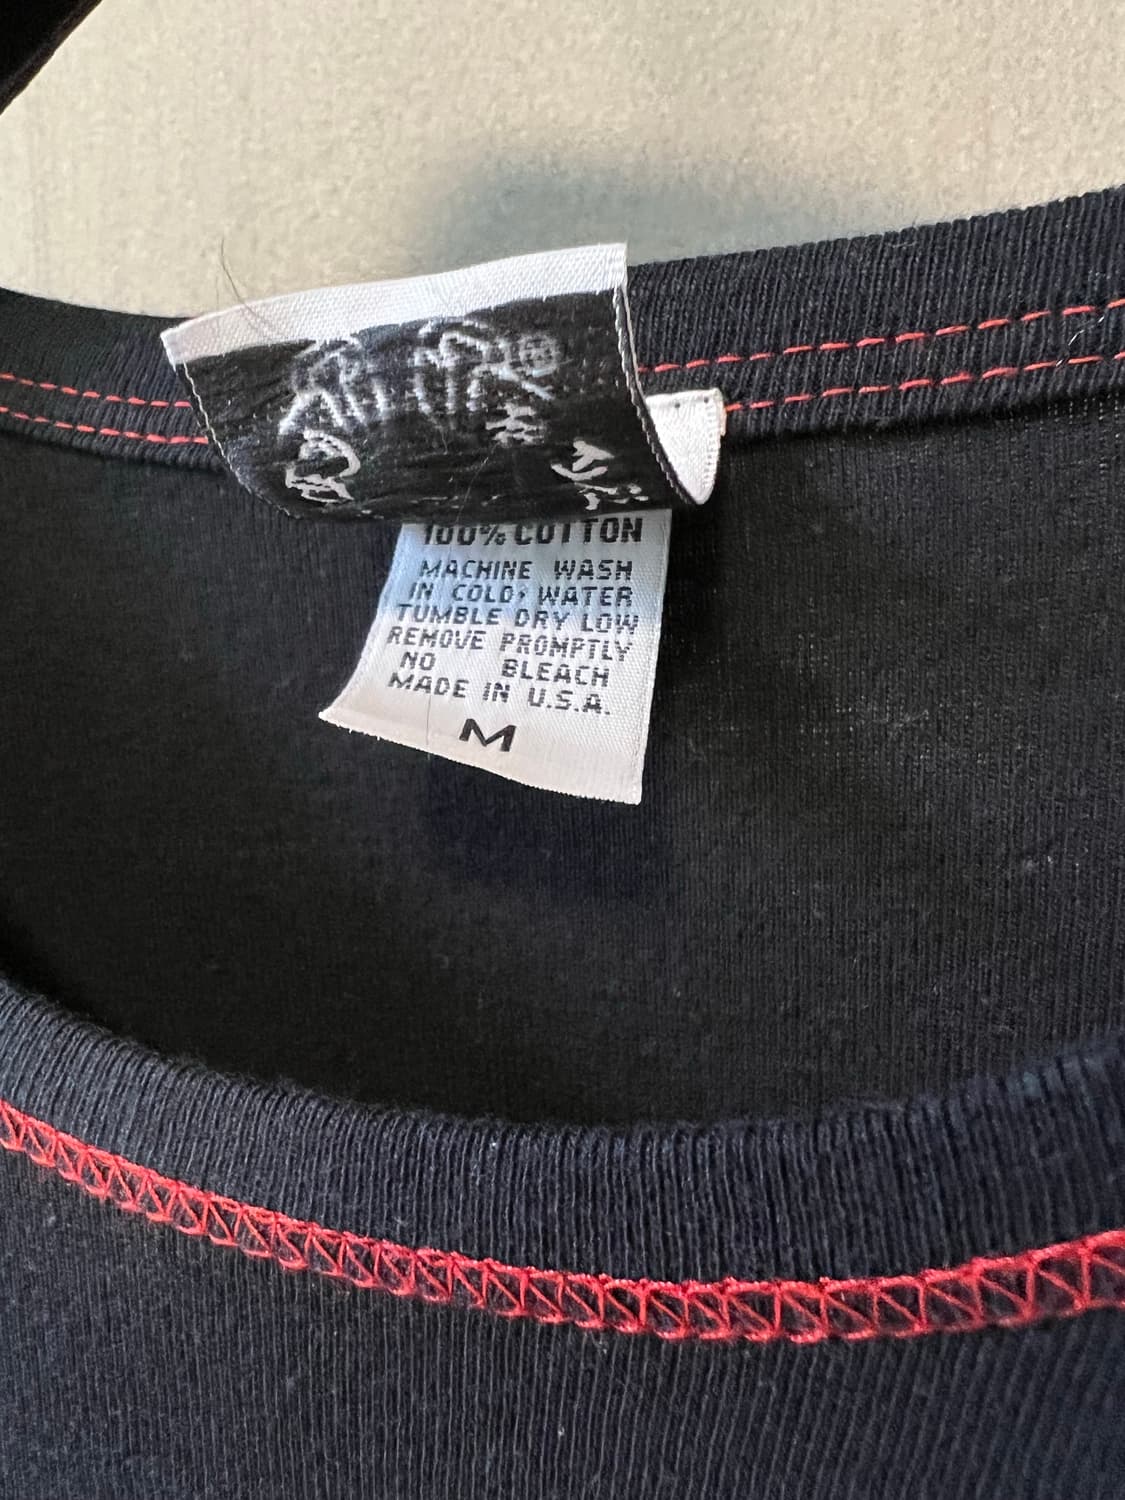 100% COTTON
MACHINE WASH
IN COLD WATER
TUMBLE DRY LOW
REMOVE PROMPTLY
NO BLEACH
MADE IN U.S.A.
M